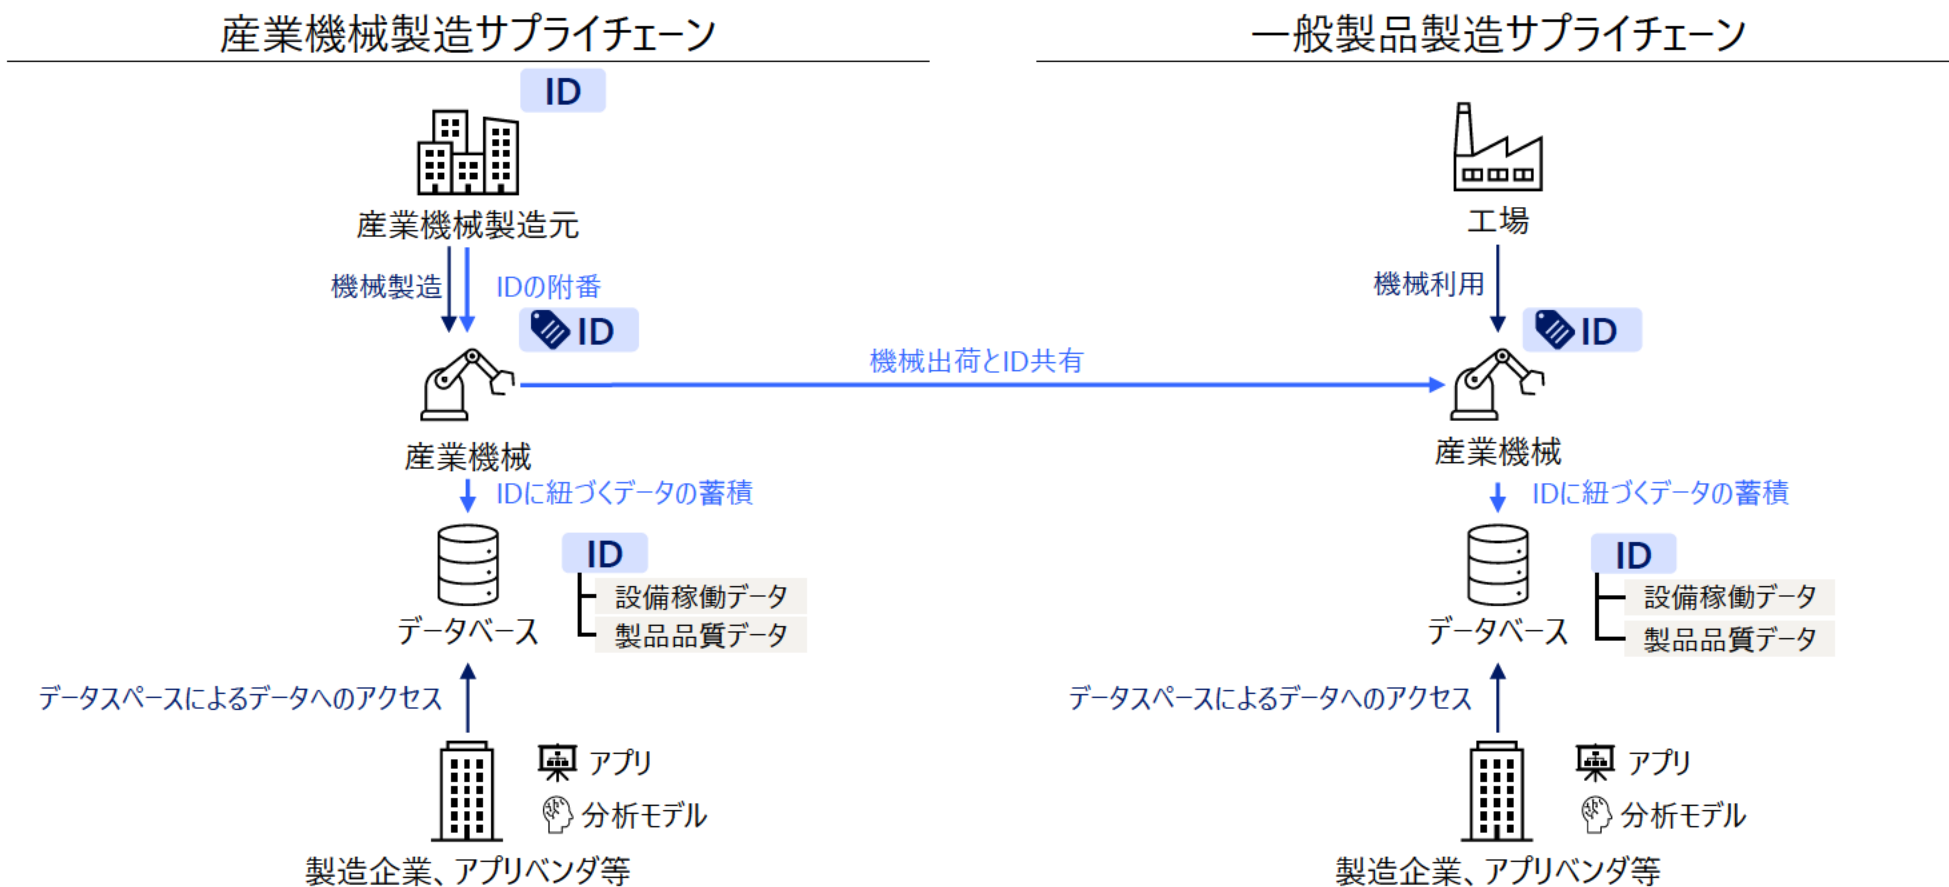 産業機械製造サプライチェーン
ID
産業機械製造元
機械製造
IDの附番
ID
産業機械
機械出荷とID共有
IDに紐づくデータの蓄積
データベース
ID
設備稼働データ
製品品質データ
データスペースによるデータへのアクセス
アプリ
分析モデル
製造企業、アプリベンダ等
一般製品製造サプライチェーン
工場
機械利用
ID
産業機械
IDに紐づくデータの蓄積
データベース
ID
設備稼働データ
製品品質データ
データスペースによるデータへのアクセス
アプリ
分析モデル
製造企業、アプリベンダ等